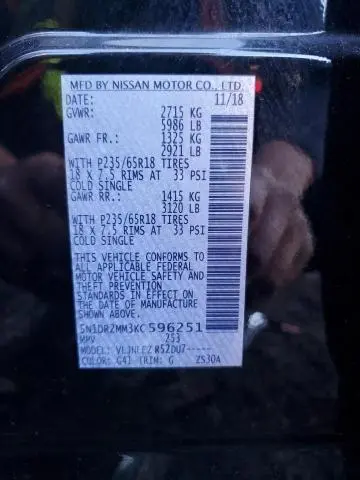 MFD BY NISSAN MOTOR CO., LTD.
DATE: 11/18
GVWR: 2715 KG
5986 LB
GAWR FR.: 1325 KG
2921 LB
WITH P235/65R18 TIRES
18 X 7.5 RIMS AT 33 PSI
COLD SINGLE
GAWR RR.: 1415 KG
3120 LB
WITH P235/65R18 TIRES
18 X 7.5 RIMS AT 33 PSI
COLD SINGLE
THIS VEHICLE CONFORMS TO
ALL APPLICABLE FEDERAL
MOTOR VEHICLE SAFETY AND
THEFT PREVENTION
STANDARDS IN EFFECT ON
THE DATE OF MANUFACTURE
SHOWN ABOVE.
5N1DR2MM3KC596251
MPV 253
MODEL: VLJNLEZ R52DU7-----
COLOR: G41 TRIM: G ZS30A